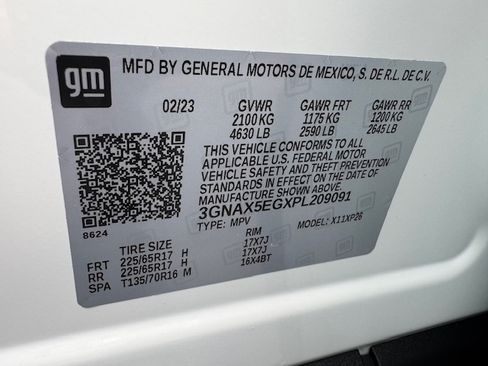 gm
MFD BY GENERAL MOTORS DE MEXICO, S. DE R.L. DE C.V.
02/23 GVWR GAWR FRT GAWR RR
2100 KG 1175 KG 1200 KG
4630 LB 2590 LB 2645 LB
THIS VEHICLE CONFORMS TO ALL
APPLICABLE U.S. FEDERAL MOTOR
VEHICLE SAFETY AND THEFT PREVENTION
STANDARDS IN EFFECT ON THE DATE OF
MANUFACTURE SHOWN ABOVE.
3GNAX5EGXPL209091
TYPE: MPV MODEL: X11XP26
8624
TIRE SIZE RIM
FRT 225/65R17 H 17X7J
RR 225/65R17 H 17X7J
SPA T135/70R16 M 16X4BT